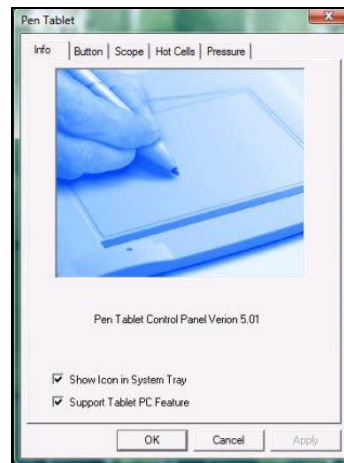 Pen Tablet
Info Button Scope Hot Cells Pressure
Pen Tablet Control Panel Verion 5.01
Show Icon in System Tray
Support Tablet PC Feature
OK Cancel Apply